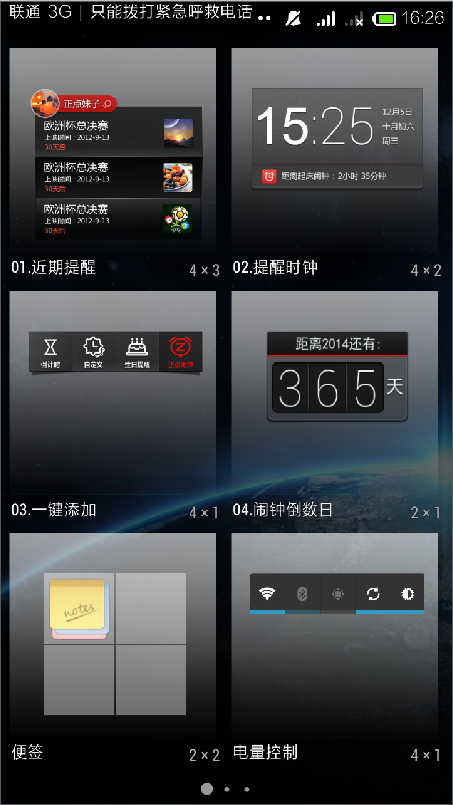 联通 3G | 只能拨打紧急呼救电话
16:26
正点妹子
欧洲杯总决赛
上映时间：2012-9-13
30天后
欧洲杯总决赛
上映时间：2012-9-13
30天后
欧洲杯总决赛
上映时间：2012-9-13
30天后
01.近期提醒 4×3
15:25
12月5日
十月初六
周三
距离起床闹钟：2小时 35分钟
02.提醒时钟 4×2
倒计时 自定义 生日提醒 正点闹钟
03.一键添加 4×1
距离2014还有:
365天
04.闹钟倒数日 2×1
notes
便签 2×2
电量控制 4×1